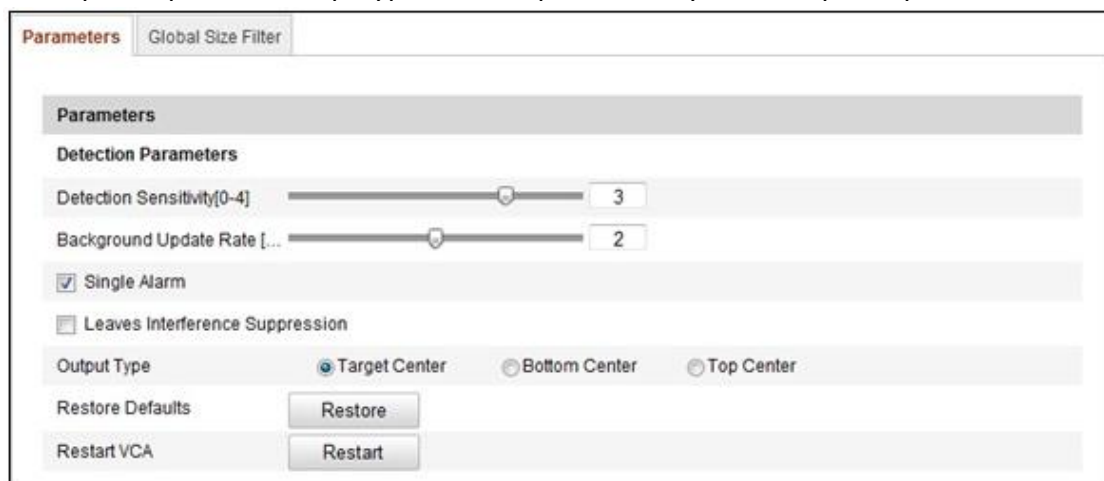 Parameters Global Size Filter
Parameters
Detection Parameters
Detection Sensitivity[0-4] 3
Background Update Rate [... 2
Single Alarm
Leaves Interference Suppression
Output Type Target Center Bottom Center Top Center
Restore Defaults Restore
Restart VCA Restart